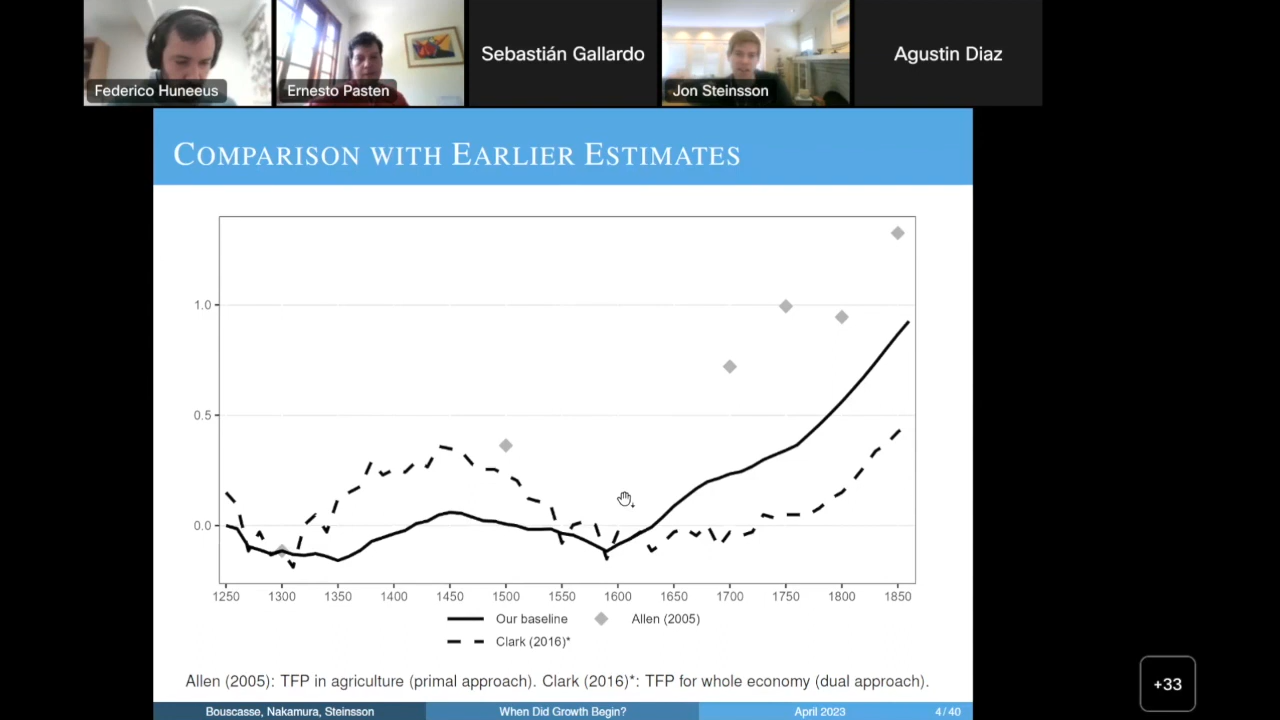 Federico Huneeus
Ernesto Pasten
Sebastián Gallardo
Jon Steinsson
Agustin Diaz
COMPARISON WITH EARLIER ESTIMATES
1.0
0.5
0.0
1250 1300 1350 1400 1450 1500 1550 1600 1650 1700 1750 1800 1850
Our baseline Allen (2005)
Clark (2016)*
Allen (2005): TFP in agriculture (primal approach). Clark (2016)*: TFP for whole economy (dual approach).
Bouscasse, Nakamura, Steinsson When Did Growth Begin? April 2023 4 / 40
+33